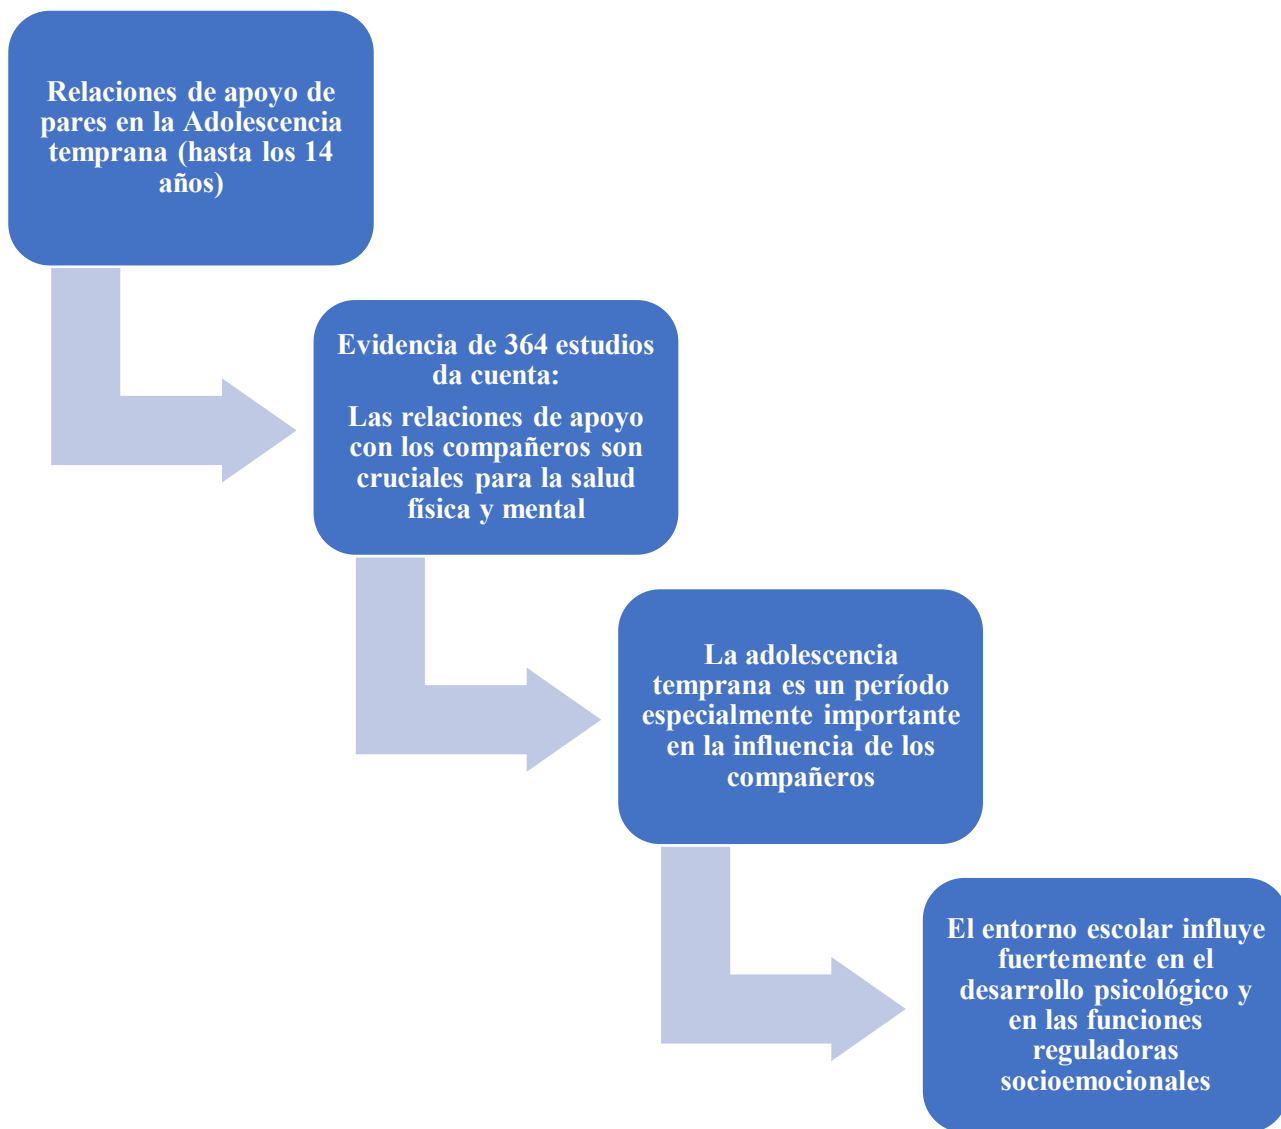 Relaciones de apoyo de
pares en la Adolescencia
temprana (hasta los 14
años)
Evidencia de 364 estudios
da cuenta:
Las relaciones de apoyo
con los compañeros son
cruciales para la salud
física y mental
La adolescencia
temprana es un período
especialmente importante
en la influencia de los
compañeros
El entorno escolar influye
fuertemente en el
desarrollo psicológico y
en las funciones
reguladoras
socioemocionales